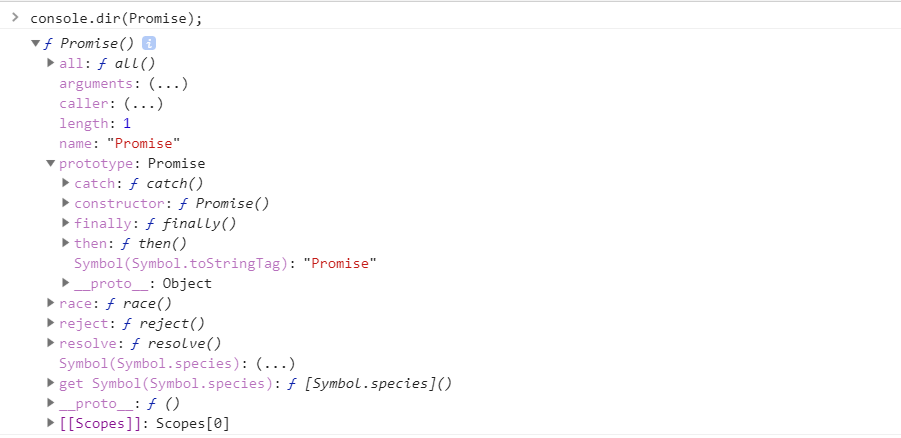 console.dir(Promise);
ƒ Promise() i
all: ƒ all()
arguments: (...)
caller: (...)
length: 1
name: "Promise"
prototype: Promise
catch: ƒ catch()
constructor: ƒ Promise()
finally: ƒ finally()
then: ƒ then()
Symbol(Symbol.toStringTag): "Promise"
__proto__: Object
race: ƒ race()
reject: ƒ reject()
resolve: ƒ resolve()
Symbol(Symbol.species): (...)
get Symbol(Symbol.species): ƒ [Symbol.species]()
__proto__: ƒ ()
[[Scopes]]: Scopes[0]